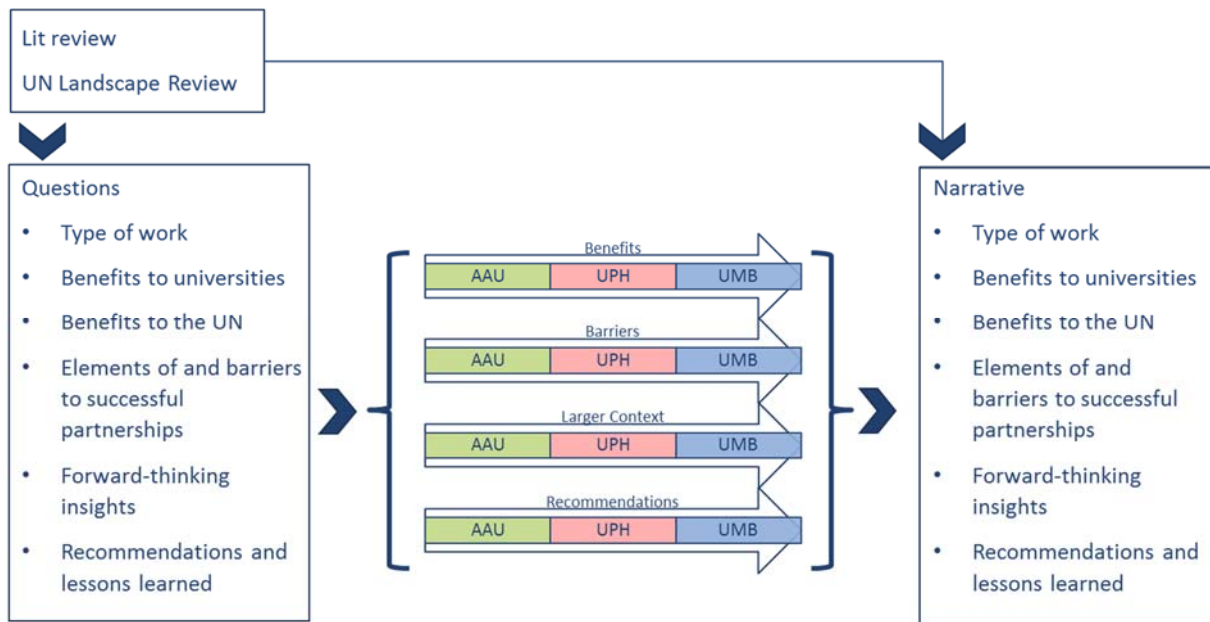 Lit review
UN Landscape Review
Questions
• Type of work
• Benefits to universities
• Benefits to the UN
• Elements of and barriers
to successful
partnerships
• Forward-thinking
insights
• Recommendations and
lessons learned
Benefits
AAU UPH UMB
Barriers
AAU UPH UMB
Larger Context
AAU UPH UMB
Recommendations
AAU UPH UMB
Narrative
• Type of work
• Benefits to universities
• Benefits to the UN
• Elements of and
barriers to successful
partnerships
• Forward-thinking
insights
• Recommendations and
lessons learned